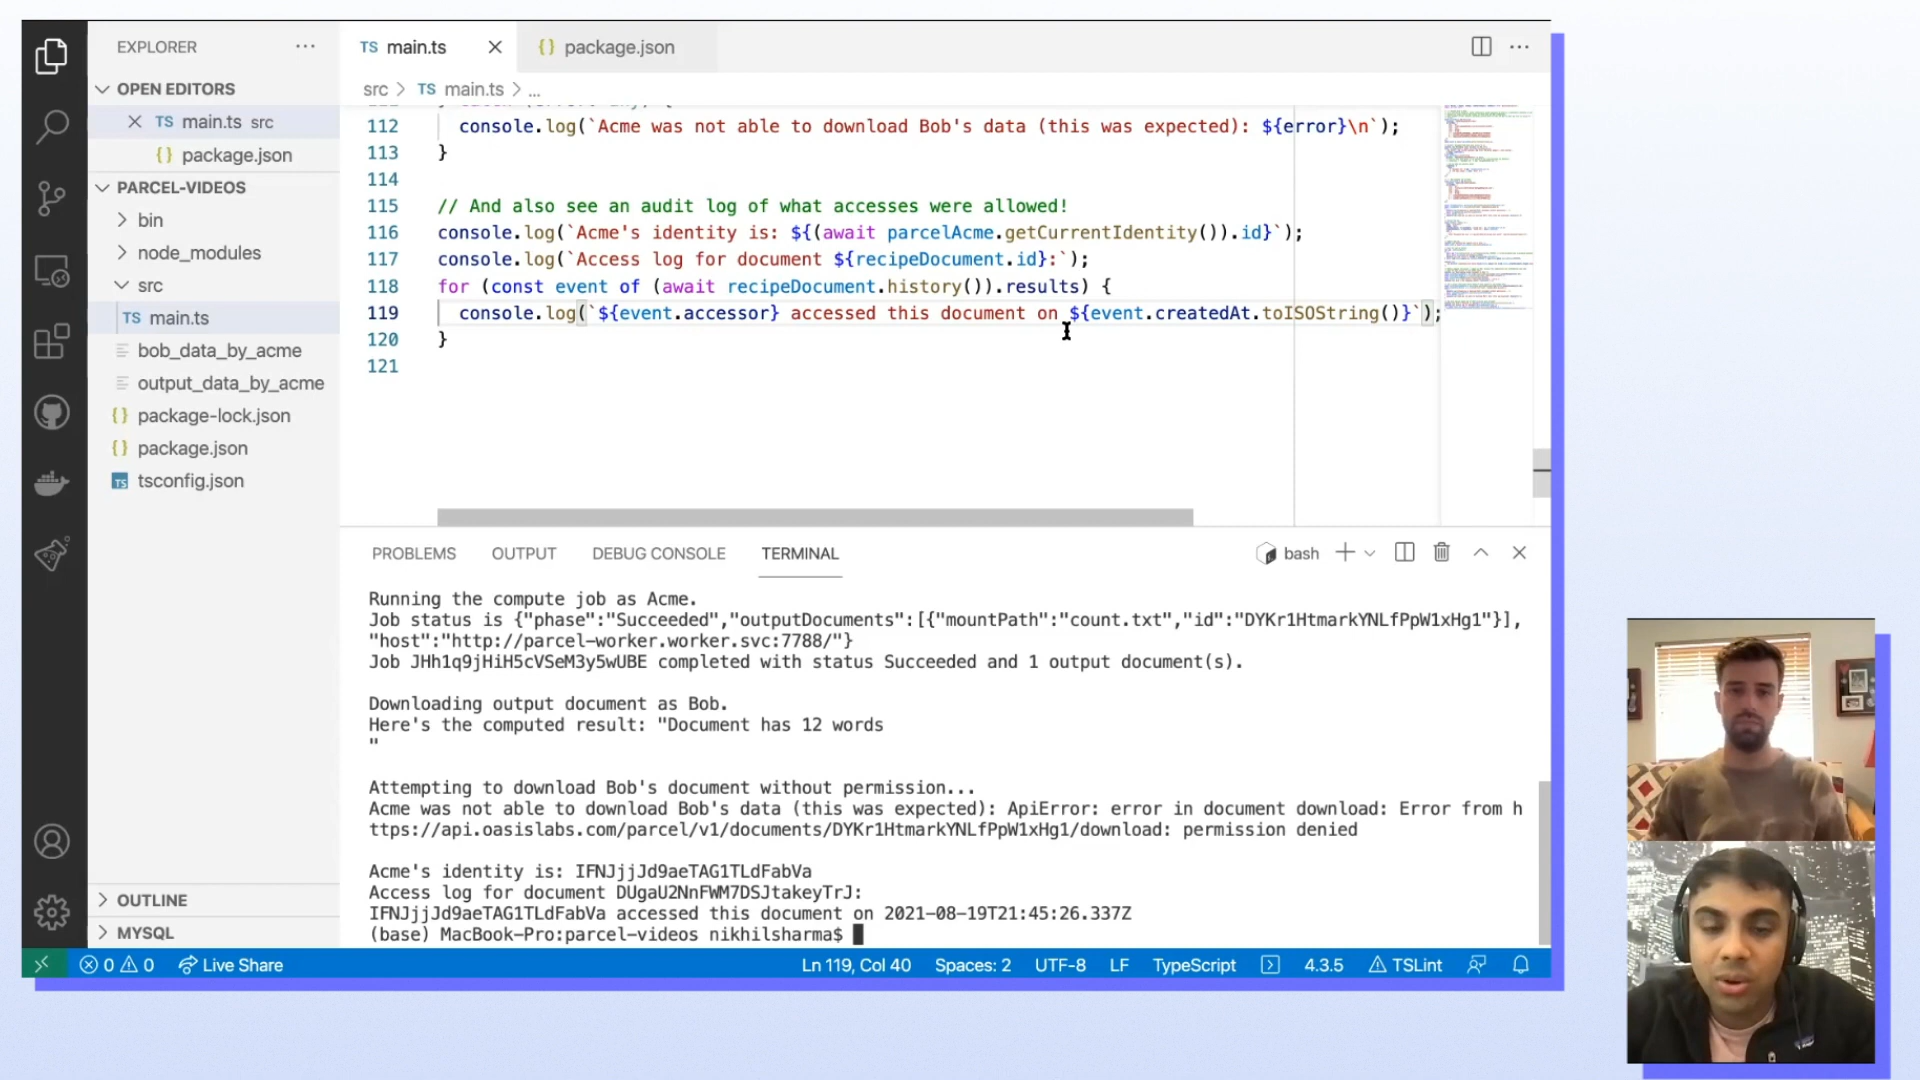 EXPLORER
OPEN EDITORS
TS main.ts src
{} package.json
PARCEL-VIDEOS
bin
node_modules
src
TS main.ts
bob_data_by_acme
output_data_by_acme
{} package-lock.json
{} package.json
TS tsconfig.json
OUTLINE
MYSQL
TS main.ts
{} package.json
src > TS main.ts > ...
112 console.log(`Acme was not able to download Bob's data (this was expected): ${error}\n`);
113 }
114
115 // And also see an audit log of what accesses were allowed!
116 console.log(`Acme's identity is: ${(await parcelAcme.getCurrentIdentity()).id}`);
117 console.log(`Access log for document ${recipeDocument.id}:`);
118 for (const event of (await recipeDocument.history()).results) {
119 console.log(`${event.accessor} accessed this document on ${event.createdAt.toISOString()}`);
120 }
121
PROBLEMS OUTPUT DEBUG CONSOLE TERMINAL
bash
Running the compute job as Acme.
Job status is {"phase":"Succeeded","outputDocuments":[{"mountPath":"count.txt","id":"DYKr1HtmarkYNLfPpW1xHg1"}],
"host":"http://parcel-worker.worker.svc:7788/"}
Job JHh1q9jHiH5cVSeM3y5wUBE completed with status Succeeded and 1 output document(s).
Downloading output document as Bob.
Here's the computed result: "Document has 12 words
"
Attempting to download Bob's document without permission...
Acme was not able to download Bob's data (this was expected): ApiError: error in document download: Error from h
ttps://api.oasislabs.com/parcel/v1/documents/DYKr1HtmarkYNLfPpW1xHg1/download: permission denied
Acme's identity is: IFNJjjJd9aeTAG1TLdFabVa
Access log for document DUgaU2NnFWM7DSJtakeyTrJ:
IFNJjjJd9aeTAG1TLdFabVa accessed this document on 2021-08-19T21:45:26.337Z
(base) MacBook-Pro:parcel-videos nikhilsharma$
0 0 Live Share
Ln 119, Col 40 Spaces: 2 UTF-8 LF TypeScript 4.3.5 TSLint